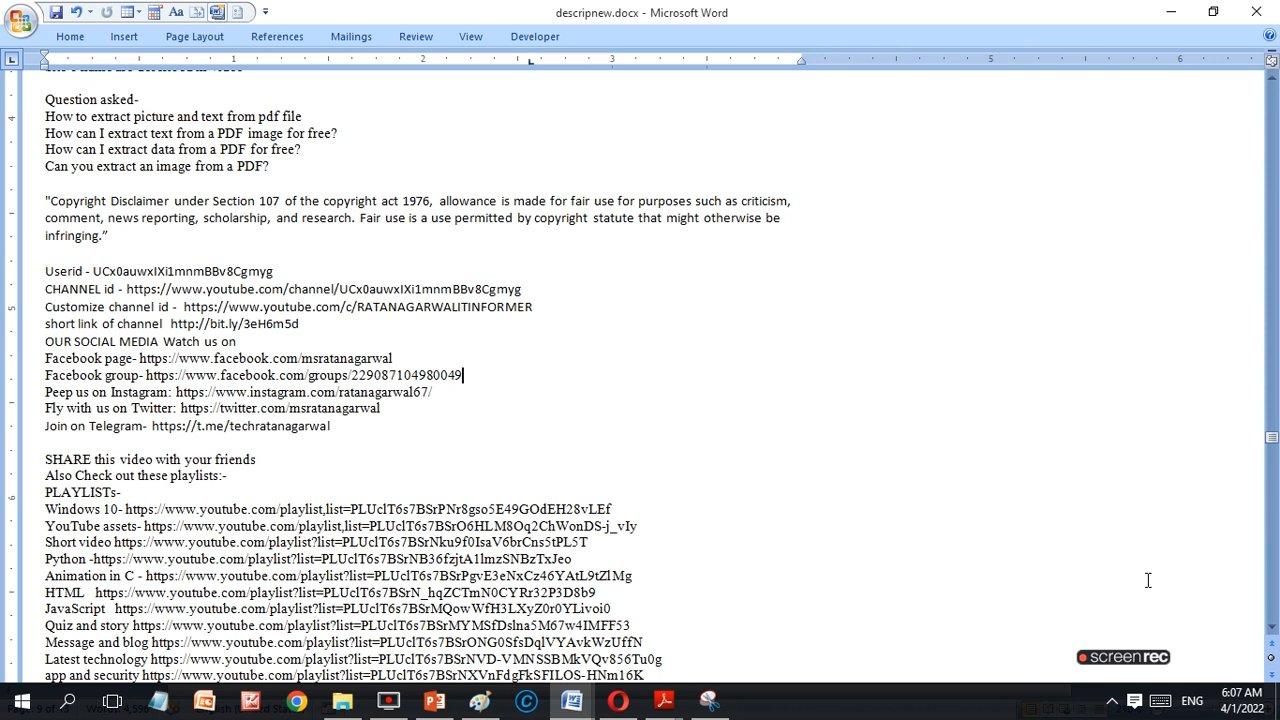 descripnew.docx - Microsoft Word
Home Insert Page Layout References Mailings Review View Developer
1 2 3 5 6
Question asked-
How to extract picture and text from pdf file
How can I extract text from a PDF image for free?
How can I extract data from a PDF for free?
Can you extract an image from a PDF?
"Copyright Disclaimer under Section 107 of the copyright act 1976, allowance is made for fair use for purposes such as criticism,
comment, news reporting, scholarship, and research. Fair use is a use permitted by copyright statute that might otherwise be
infringing.”
Userid - UCx0auwxIXi1mnmBBv8Cgmyg
CHANNEL id - https://www.youtube.com/channel/UCx0auwxIXi1mnmBBv8Cgmyg
Customize channel id - https://www.youtube.com/c/RATANAGARWALITINFORMER
short link of channel http://bit.ly/3eH6m5d
OUR SOCIAL MEDIA Watch us on
Facebook page- https://www.facebook.com/msratanagarwal
Facebook group- https://www.facebook.com/groups/229087104980049
Peep us on Instagram: https://www.instagram.com/ratanagarwal67/
Fly with us on Twitter: https://twitter.com/msratanagarwal
Join on Telegram- https://t.me/techratanagarwal
SHARE this video with your friends
Also Check out these playlists:-
PLAYLISTs-
Windows 10- https://www.youtube.com/playlist,list=PLUclT6s7BSrPNr8gso5E49GOdEH28vLEf
YouTube assets- https://www.youtube.com/playlist,list=PLUclT6s7BSrO6HLM8Oq2ChWonDS-j_vIy
Short video https://www.youtube.com/playlist?list=PLUclT6s7BSrNku9f0IsaV6brCns5tPL5T
Python -https://www.youtube.com/playlist?list=PLUclT6s7BSrNB36fzjtA1lmzSNBzTxJeo
Animation in C - https://www.youtube.com/playlist?list=PLUclT6s7BSrPgvE3eNxCz46YAtL9tZlMg
HTML https://www.youtube.com/playlist?list=PLUclT6s7BSrN_hqZCTmN0CYRr32P3D8b9
JavaScript https://www.youtube.com/playlist?list=PLUclT6s7BSrMQowWfH3LXyZ0r0YLivoi0
Quiz and story https://www.youtube.com/playlist?list=PLUclT6s7BSrMYMSfDslna5M67w4IMFF53
Message and blog https://www.youtube.com/playlist?list=PLUclT6s7BSrONG0SfsDqlVYAvkWzUffN
Latest technology https://www.youtube.com/playlist?list=PLUclT6s7BSrNVD-VMNSSBMkVQv856Tu0g
app and security https://www.youtube.com/playlist?list=PLUclT6s7BSrNXVnFdgFkSFILOS-HNm16K
screenrec
ENG
6:07 AM
4/1/2022